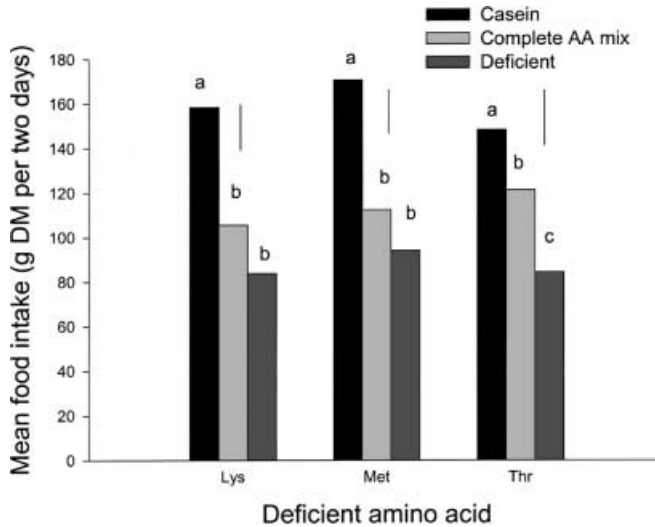 Casein
Complete AA mix
Deficient
Mean food intake (g DM per two days)
180
160
140
120
100
80
60
40
20
0
a
b
b
a
b
b
a
b
c
Lys Met Thr
Deficient amino acid